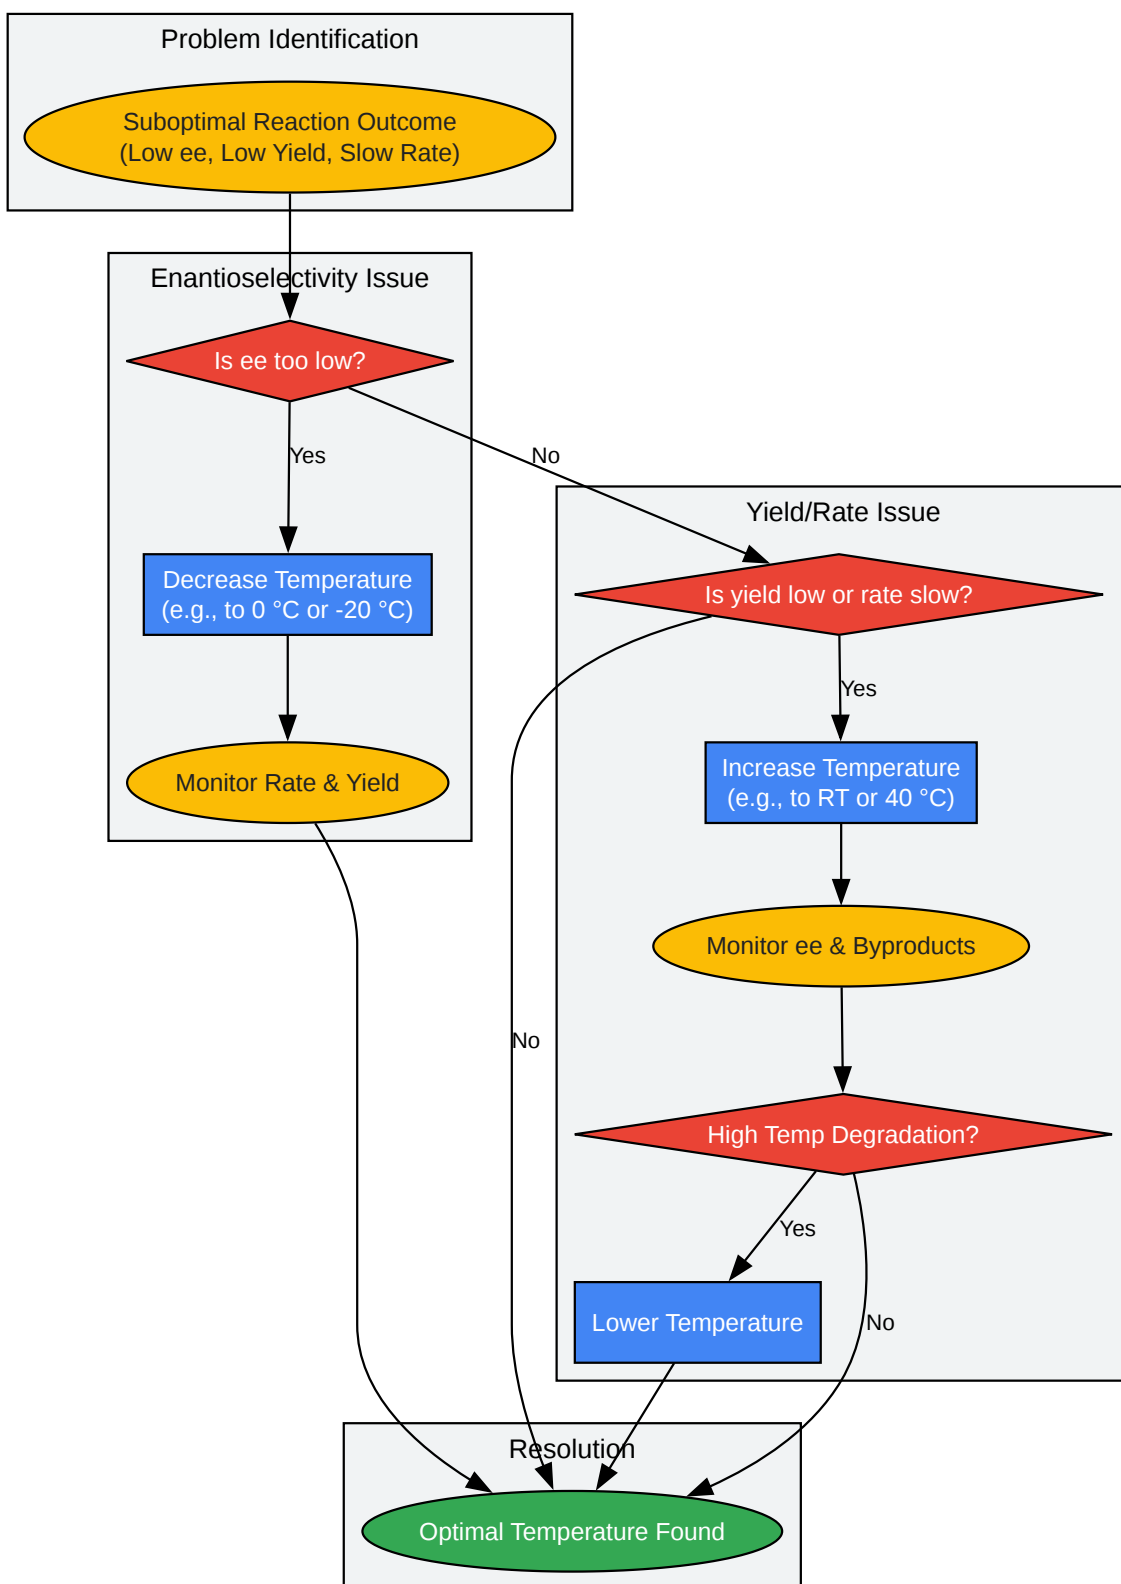 Problem Identification
Suboptimal Reaction Outcome
(Low ee, Low Yield, Slow Rate)
Enantioselectivity Issue
Is ee too low?
Yes
No
Decrease Temperature
(e.g., to 0 °C or -20 °C)
Monitor Rate & Yield
Yield/Rate Issue
Is yield low or rate slow?
Yes
Increase Temperature
(e.g., to RT or 40 °C)
Monitor ee & Byproducts
No
High Temp Degradation?
Yes
Lower Temperature
No
Resolution
Optimal Temperature Found